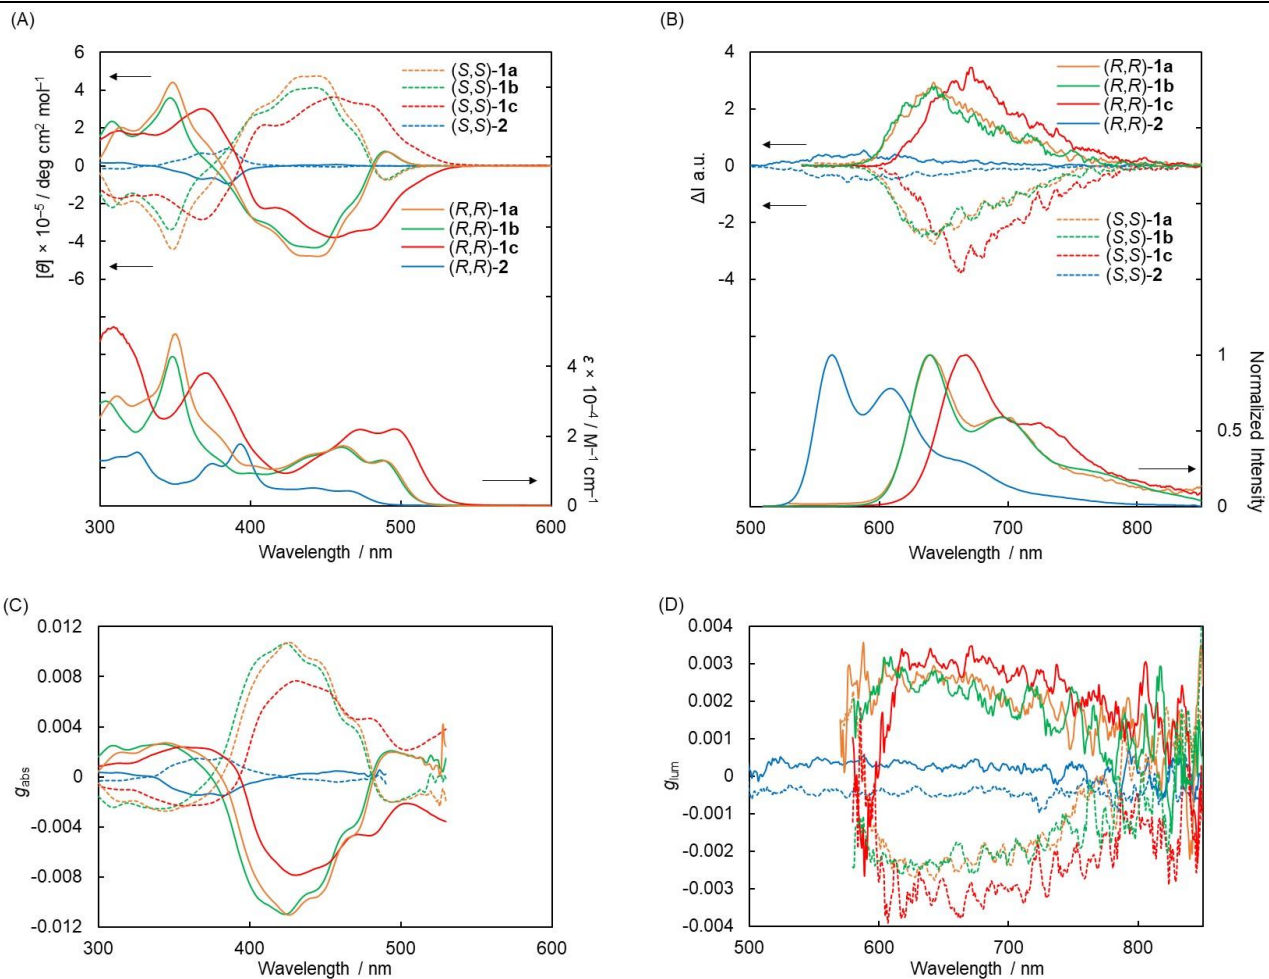 (A)
6
4
2
0
-2
-4
-6
[θ] × 10⁻⁵ / deg cm² mol⁻¹
(S,S)-1a
(S,S)-1b
(S,S)-1c
(S,S)-2
(R,R)-1a
(R,R)-1b
(R,R)-1c
(R,R)-2
4
2
0
ε × 10⁻⁴ / M⁻¹ cm⁻¹
300
400
500
600
Wavelength / nm
(B)
4
2
0
-2
-4
ΔI a.u.
(R,R)-1a
(R,R)-1b
(R,R)-1c
(R,R)-2
(S,S)-1a
(S,S)-1b
(S,S)-1c
(S,S)-2
1
0.5
0
Normalized Intensity
500
600
700
800
Wavelength / nm
(C)
0.012
0.008
0.004
0
-0.004
-0.008
-0.012
gabs
300
400
500
600
Wavelength / nm
(D)
0.004
0.003
0.002
0.001
0
-0.001
-0.002
-0.003
-0.004
glum
500
600
700
800
Wavelength / nm